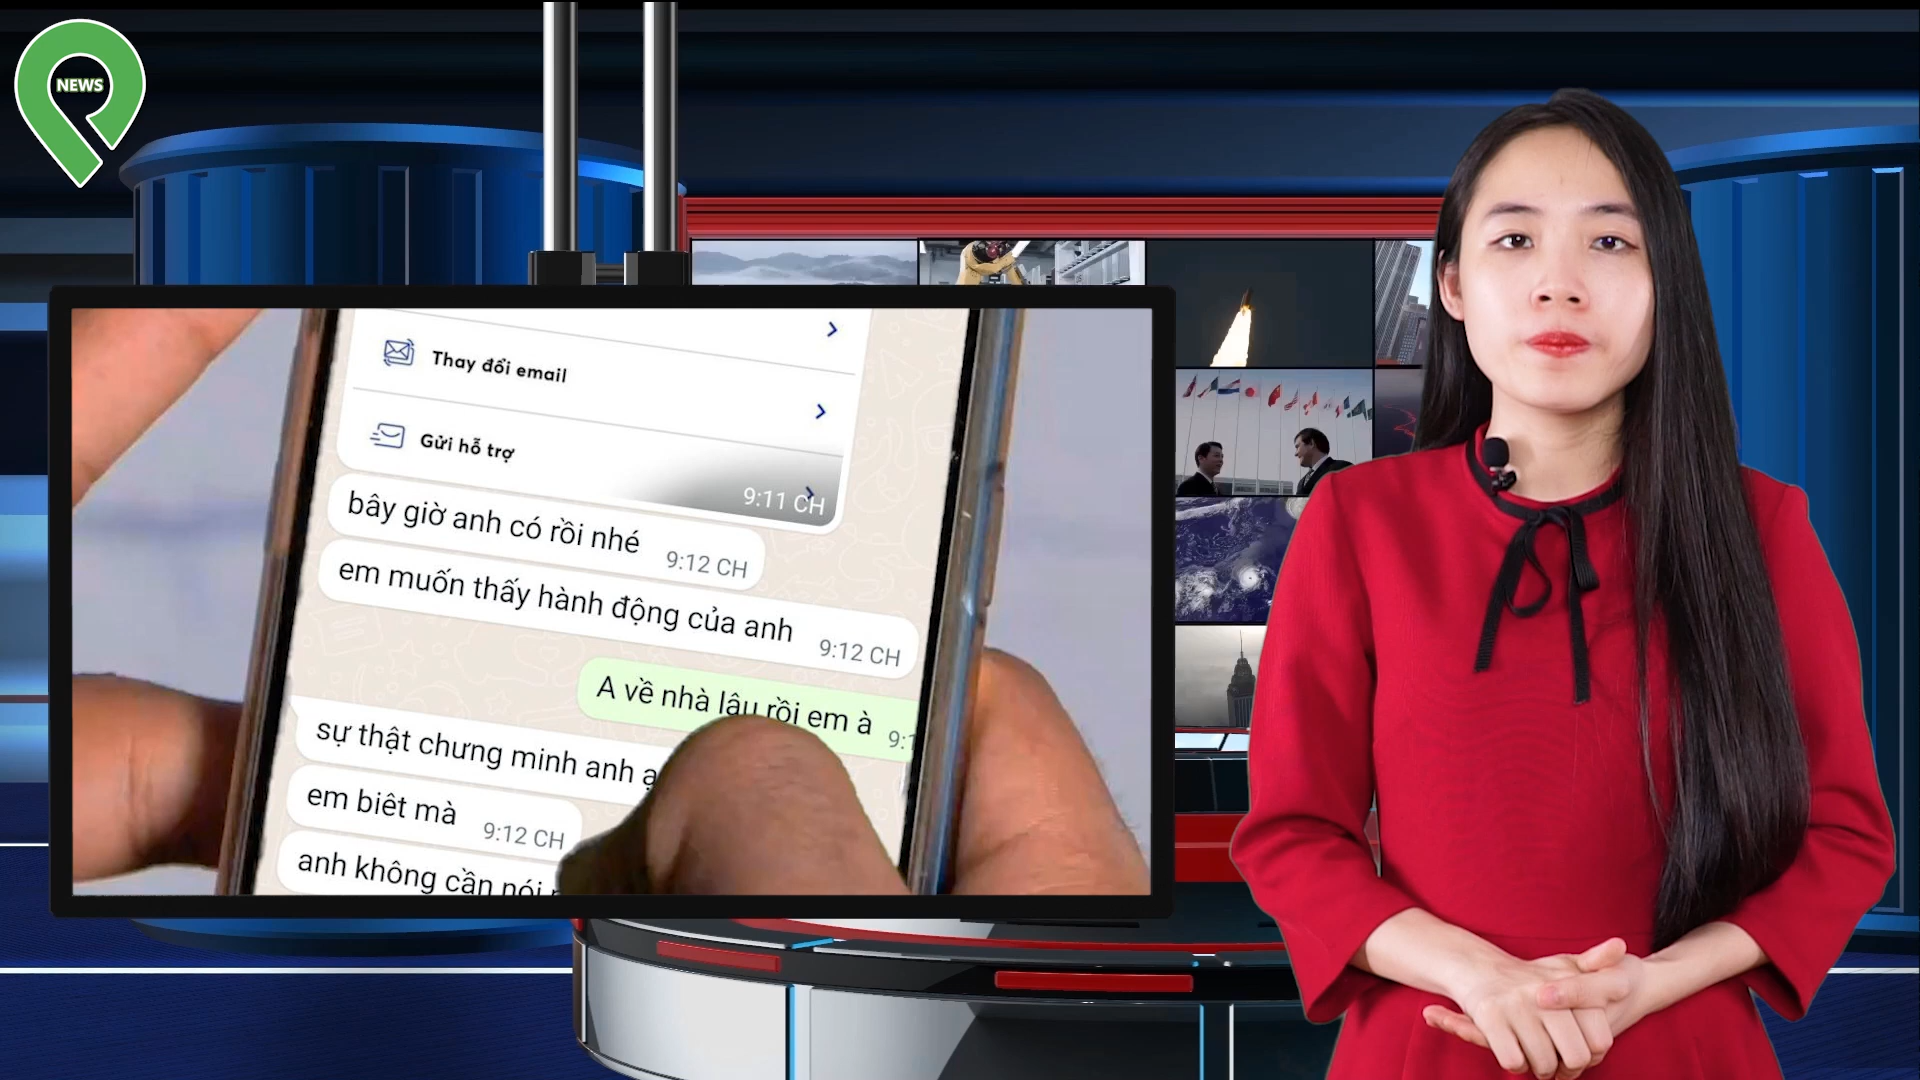 NEWS
Thay đổi email
Gửi hỗ trợ
9:11 CH
bây giờ anh có rồi nhé 9:12 CH
em muốn thấy hành động của anh 9:12 CH
A về nhà lâu rồi em à
sự thật chưng minh anh
em biêt mà 9:12 CH
anh không cần nói